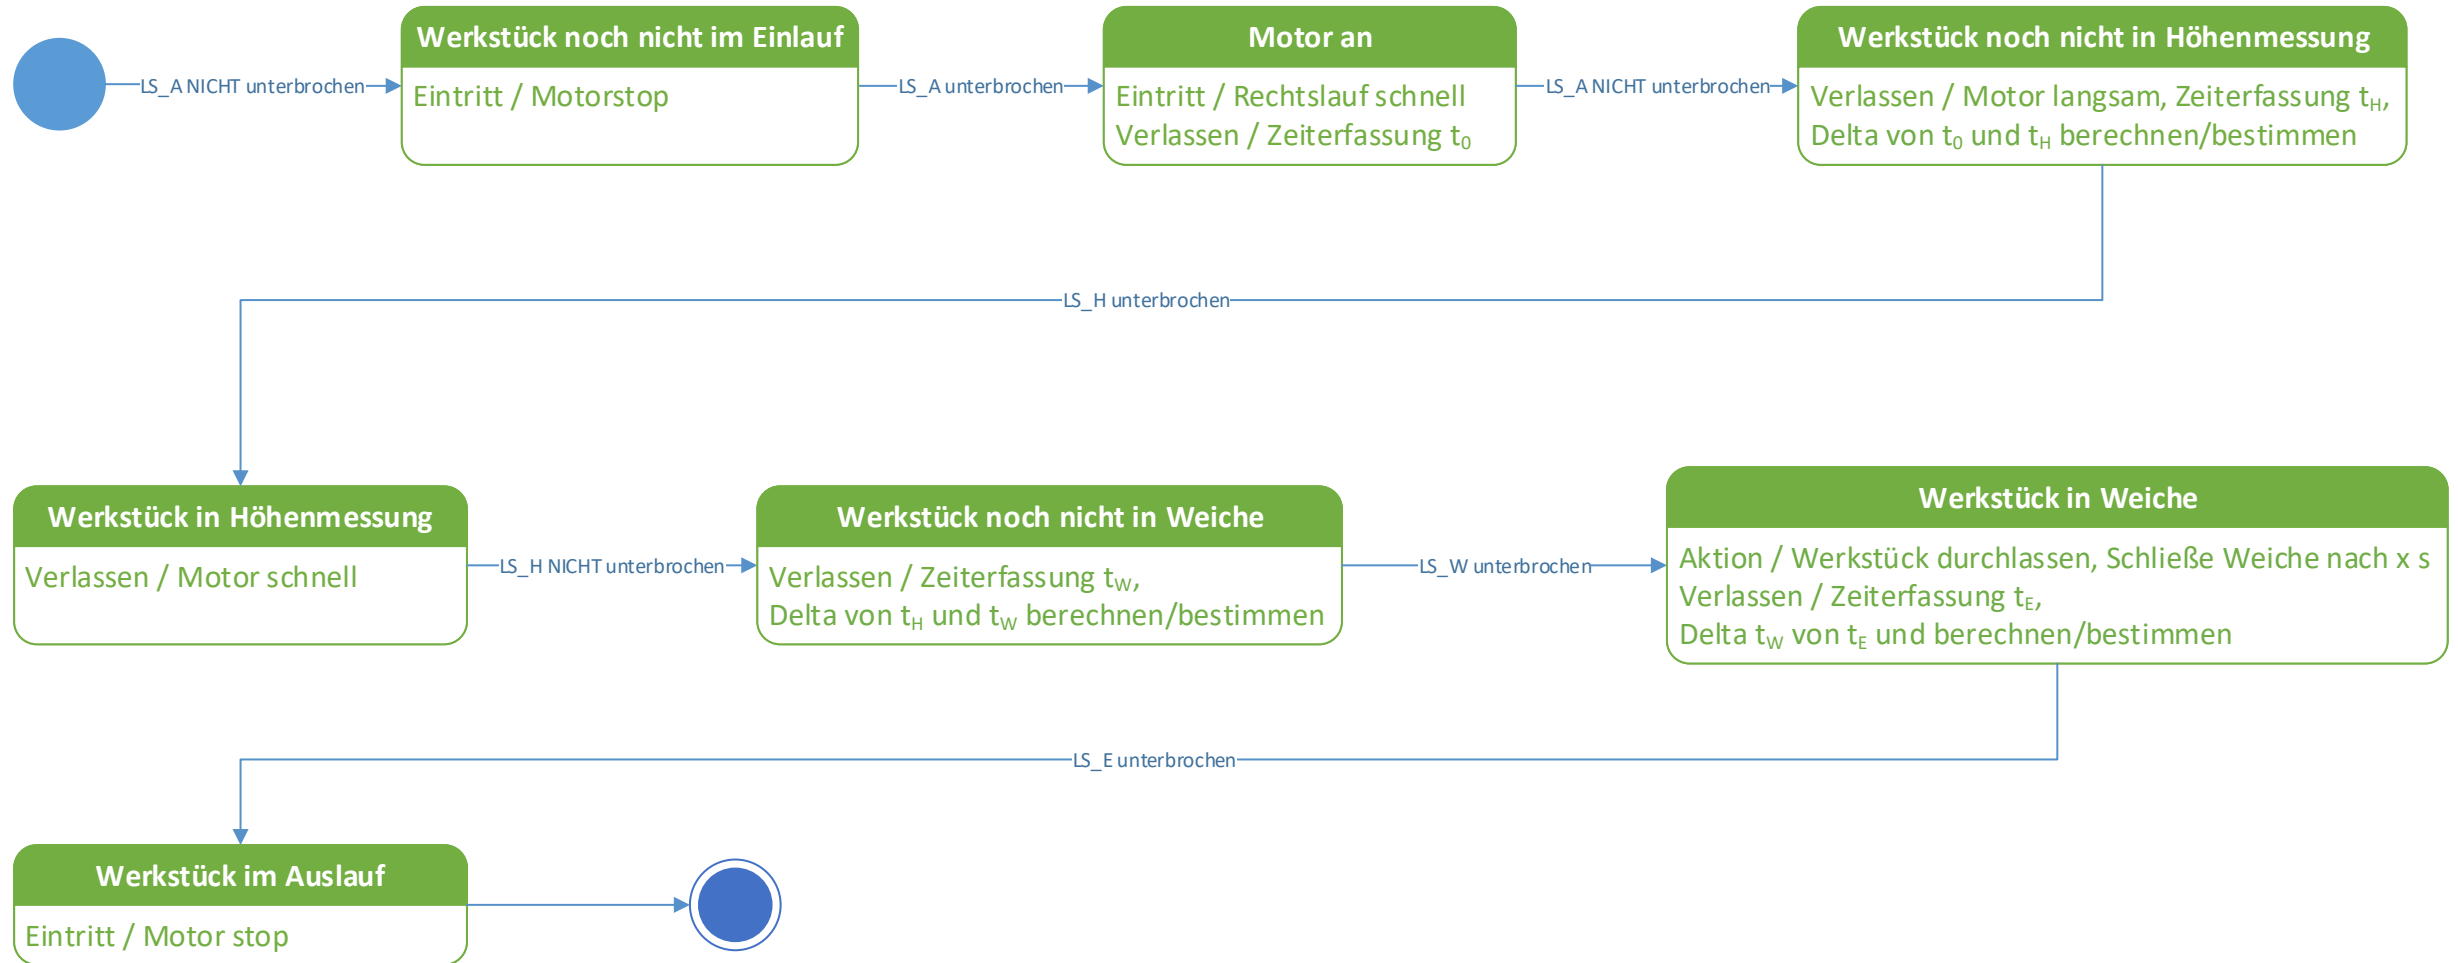 LS_A NICHT unterbrochen
Werkstück noch nicht im Einlauf
Eintritt / Motorstop
LS_A unterbrochen
Motor an
Eintritt / Rechtslauf schnell
Verlassen / Zeiterfassung t0
LS_A NICHT unterbrochen
Werkstück noch nicht in Höhenmessung
Verlassen / Motor langsam, Zeiterfassung tH,
Delta von t0 und tH berechnen/bestimmen
LS_H unterbrochen
Werkstück in Höhenmessung
Verlassen / Motor schnell
LS_H NICHT unterbrochen
Werkstück noch nicht in Weiche
Verlassen / Zeiterfassung tW,
Delta von tH und tW berechnen/bestimmen
LS_W unterbrochen
Werkstück in Weiche
Aktion / Werkstück durchlassen, Schließe Weiche nach x s
Verlassen / Zeiterfassung tE,
Delta tW von tE und berechnen/bestimmen
LS_E unterbrochen
Werkstück im Auslauf
Eintritt / Motor stop